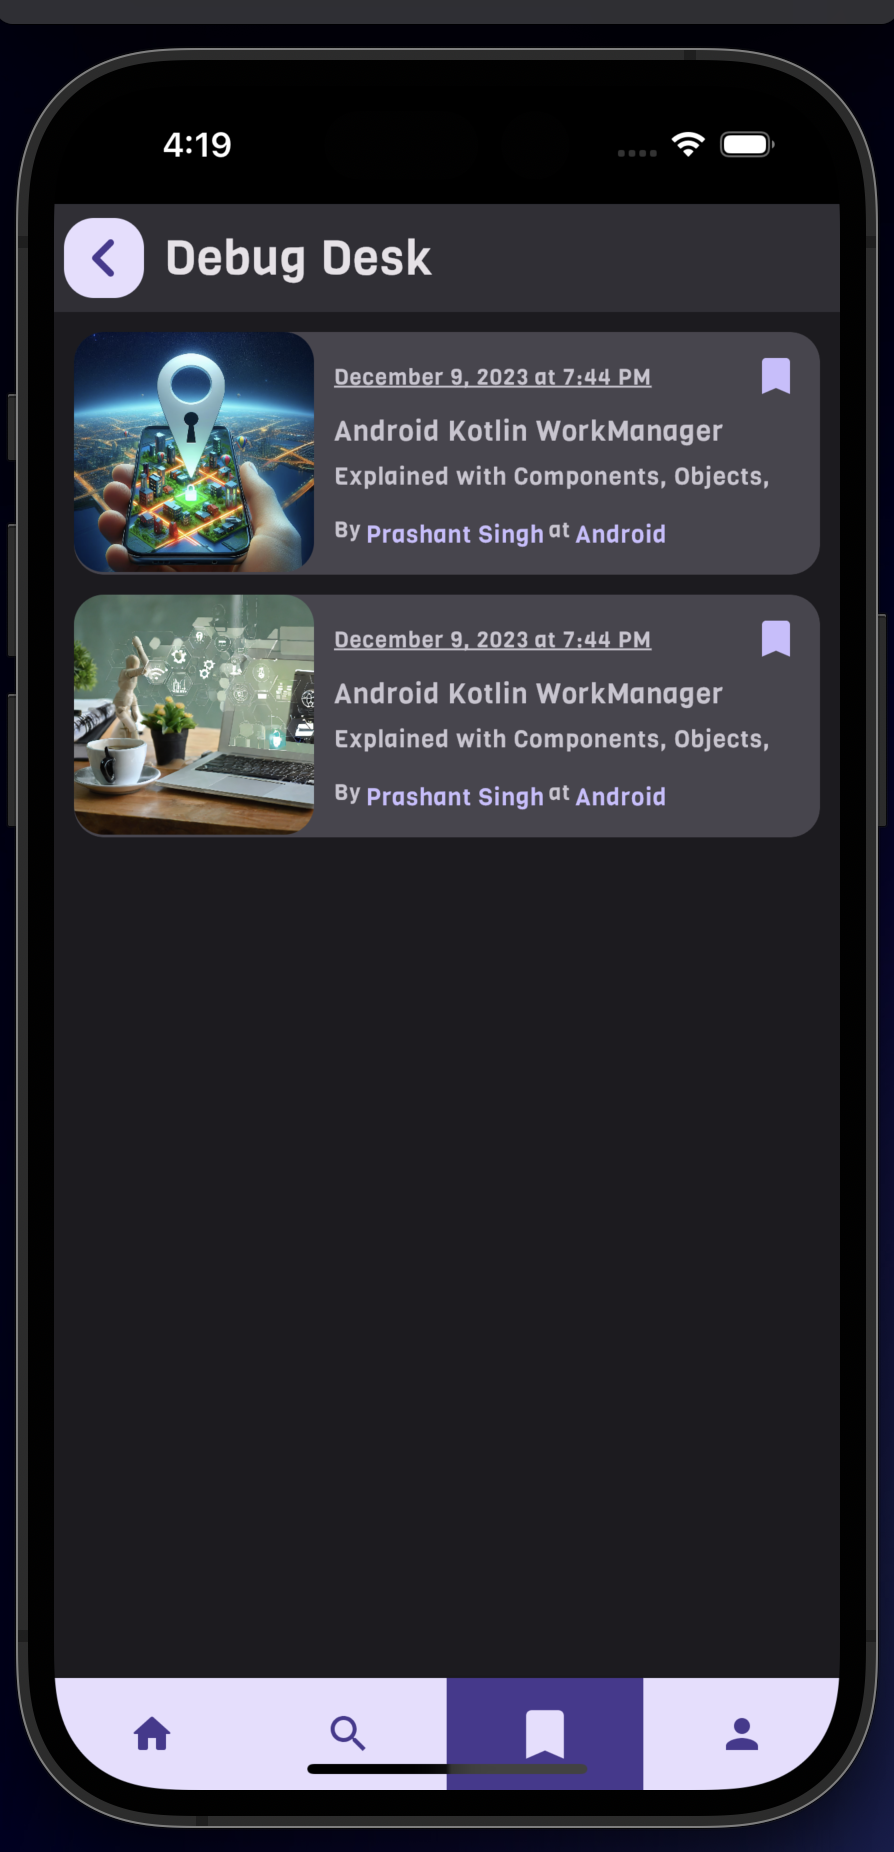 4:19
Debug Desk
December 9, 2023 at 7:44 PM
Android Kotlin WorkManager
Explained with Components, Objects,
By Prashant Singh at Android
December 9, 2023 at 7:44 PM
Android Kotlin WorkManager
Explained with Components, Objects,
By Prashant Singh at Android